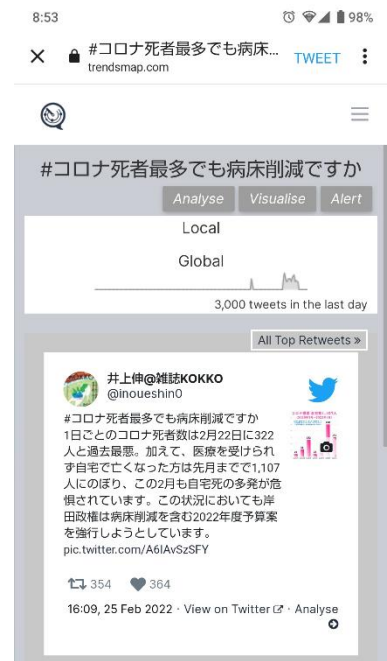 8:53
98%
#コロナ死者最多でも病床...
trendsmap.com
TWEET
#コロナ死者最多でも病床削減ですか
Analyse
Visualise
Alert
Local
Global
3,000 tweets in the last day
All Top Retweets »
井上伸@雑誌KOKKO
@inoueshin0
#コロナ死者最多でも病床削減ですか
1日ごとのコロナ死者数は2月22日に322
人と過去最悪。加えて、医療を受けられ
ず自宅で亡くなった方は先月までで1,107
人にのぼり、この2月も自宅死の多発が危
惧されています。この状況においても岸
田政権は病床削減を含む2022年度予算案
を強行しようとしています。
pic.twitter.com/A6IAvSzSFY
354
364
16:09, 25 Feb 2022 · View on Twitter · Analyse